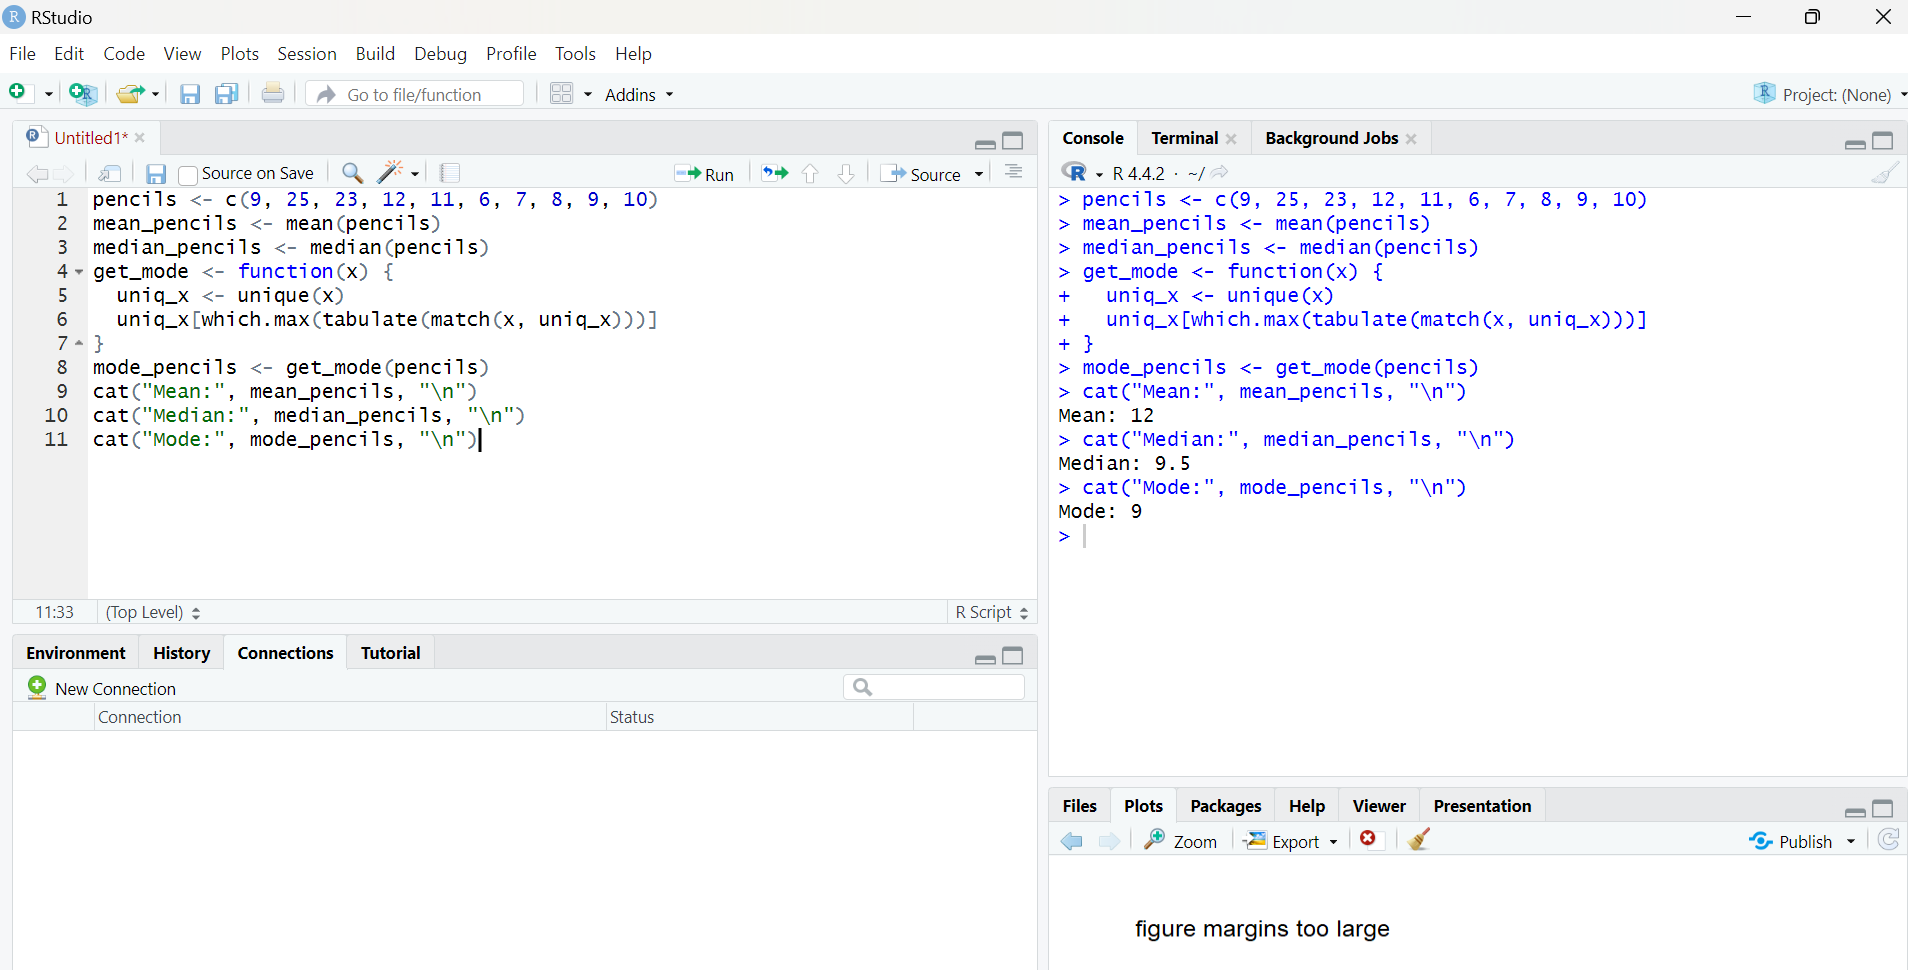 RStudio
File Edit Code View Plots Session Build Debug Profile Tools Help
Go to file/function Addins Project: (None)
Untitled1*
Source on Save Run Source
1 pencils <- c(9, 25, 23, 12, 11, 6, 7, 8, 9, 10)
2 mean_pencils <- mean(pencils)
3 median_pencils <- median(pencils)
4 get_mode <- function(x) {
5   uniq_x <- unique(x)
6   uniq_x[which.max(tabulate(match(x, uniq_x)))]
7 }
8 mode_pencils <- get_mode(pencils)
9 cat("Mean:", mean_pencils, "\n")
10 cat("Median:", median_pencils, "\n")
11 cat("Mode:", mode_pencils, "\n")
11:33 (Top Level) R Script
Environment History Connections Tutorial
New Connection
Connection Status
Console Terminal Background Jobs
R 4.4.2 · ~/
> pencils <- c(9, 25, 23, 12, 11, 6, 7, 8, 9, 10)
> mean_pencils <- mean(pencils)
> median_pencils <- median(pencils)
> get_mode <- function(x) {
+   uniq_x <- unique(x)
+   uniq_x[which.max(tabulate(match(x, uniq_x)))]
+ }
> mode_pencils <- get_mode(pencils)
> cat("Mean:", mean_pencils, "\n")
Mean: 12
> cat("Median:", median_pencils, "\n")
Median: 9.5
> cat("Mode:", mode_pencils, "\n")
Mode: 9
>
Files Plots Packages Help Viewer Presentation
Zoom Export Publish
figure margins too large